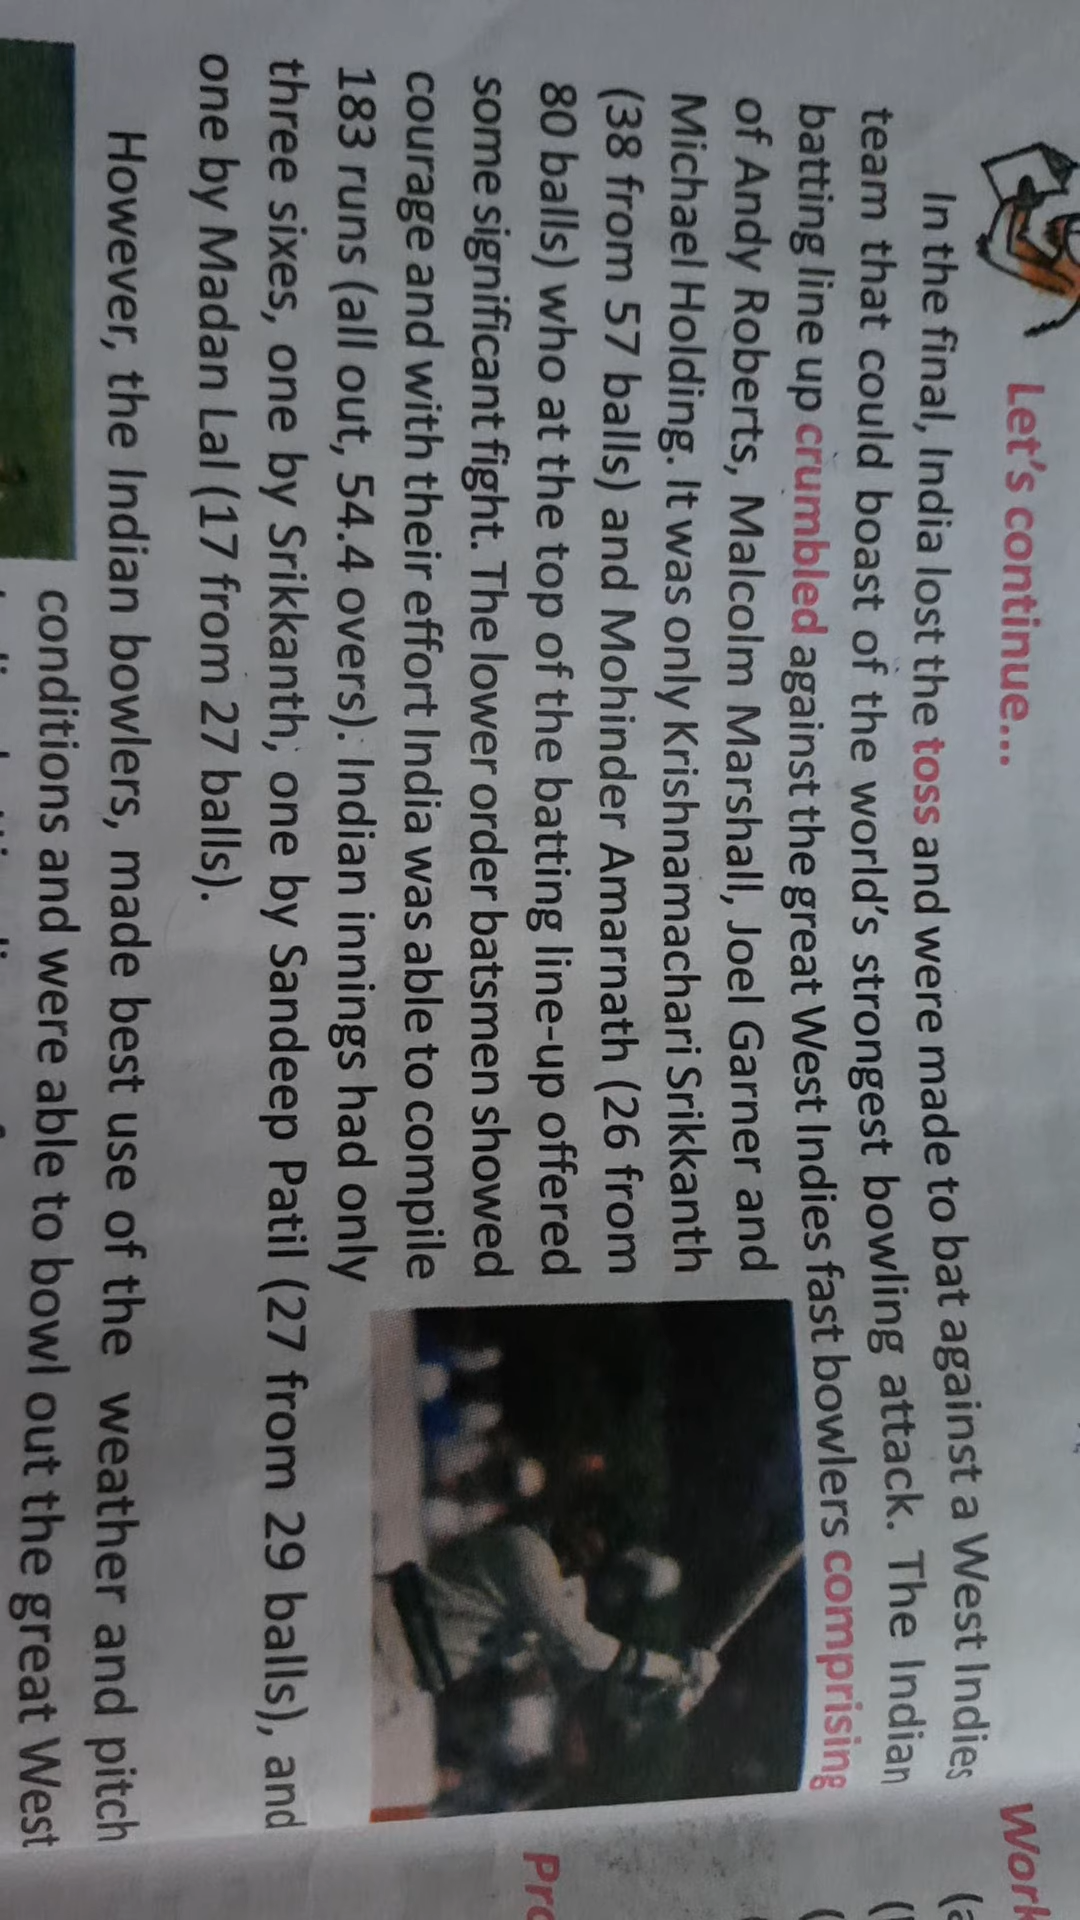 Let's continue...
In the final, India lost the toss and were made to bat against a West Indies
team that could boast of the world's strongest bowling attack. The Indian
batting line up crumbled against the great West Indies fast bowlers comprising
of Andy Roberts, Malcolm Marshall, Joel Garner and
Michael Holding. It was only Krishnamachari Srikkanth
(38 from 57 balls) and Mohinder Amarnath (26 from
80 balls) who at the top of the batting line-up offered
some significant fight. The lower order batsmen showed
courage and with their effort India was able to compile
183 runs (all out, 54.4 overs). Indian innings had only
three sixes, one by Srikkanth, one by Sandeep Patil (27 from 29 balls), and
one by Madan Lal (17 from 27 balls).
However, the Indian bowlers, made best use of the weather and pitch
conditions and were able to bowl out the great West